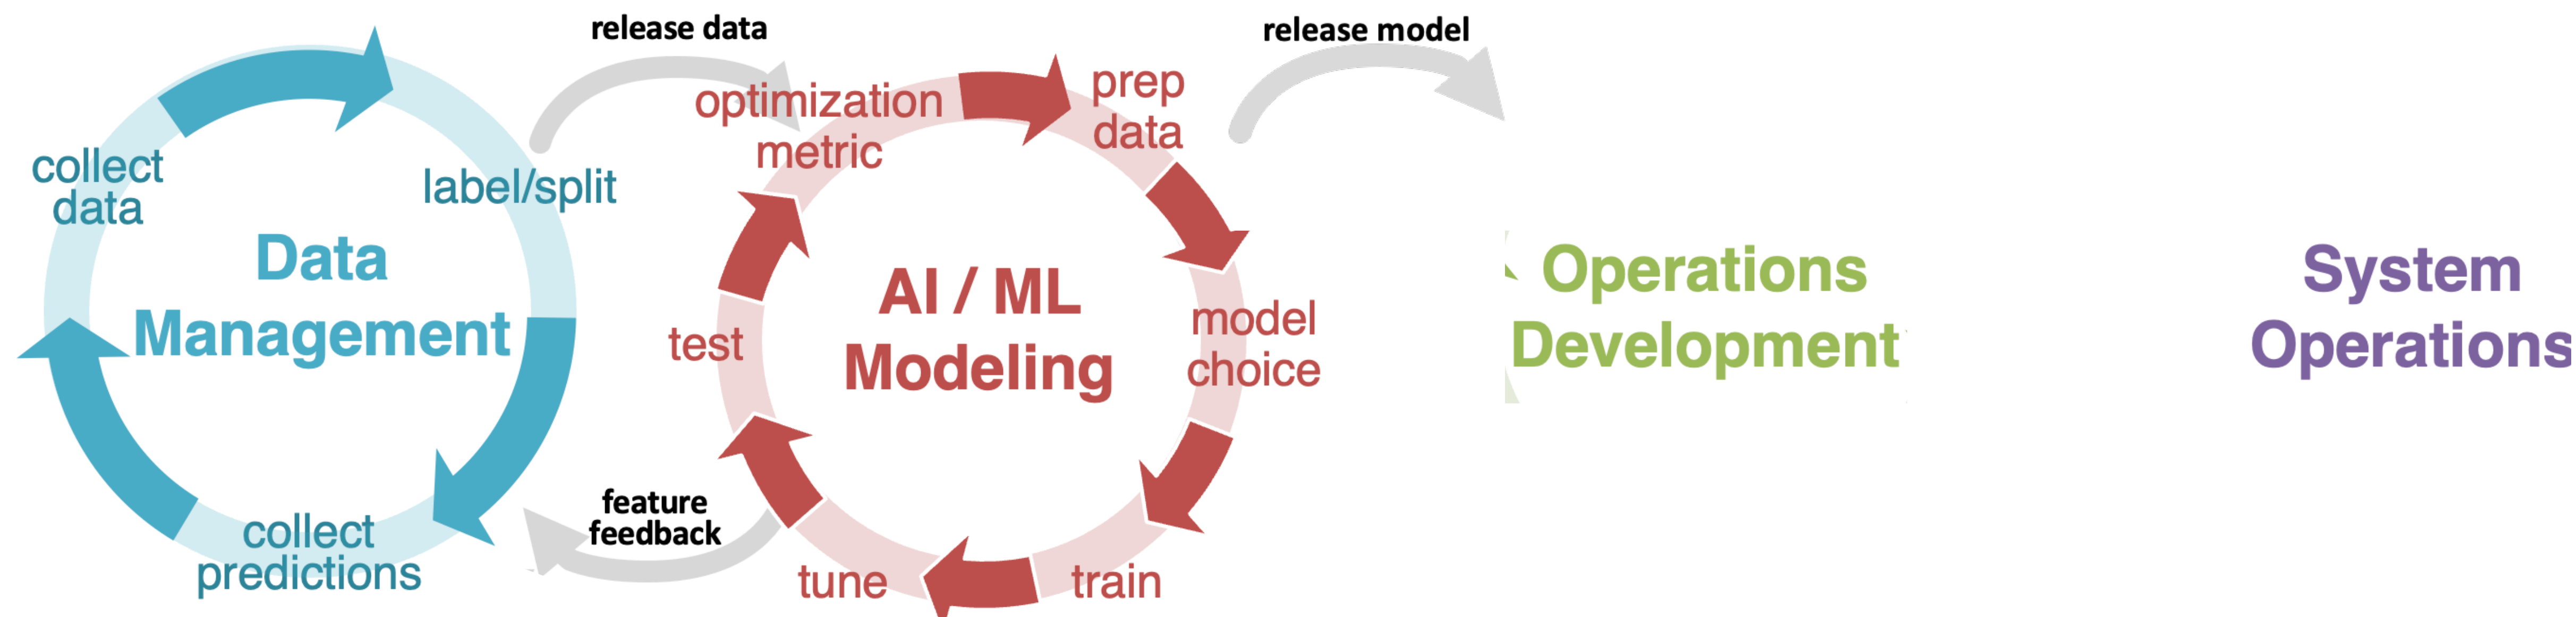 release data
release model
collect
data
label/split
Data
Management
collect
predictions
feature
feedback
optimization
metric
prep
data
model
choice
train
tune
test
AI / ML
Modeling
Operations
Development
System
Operations